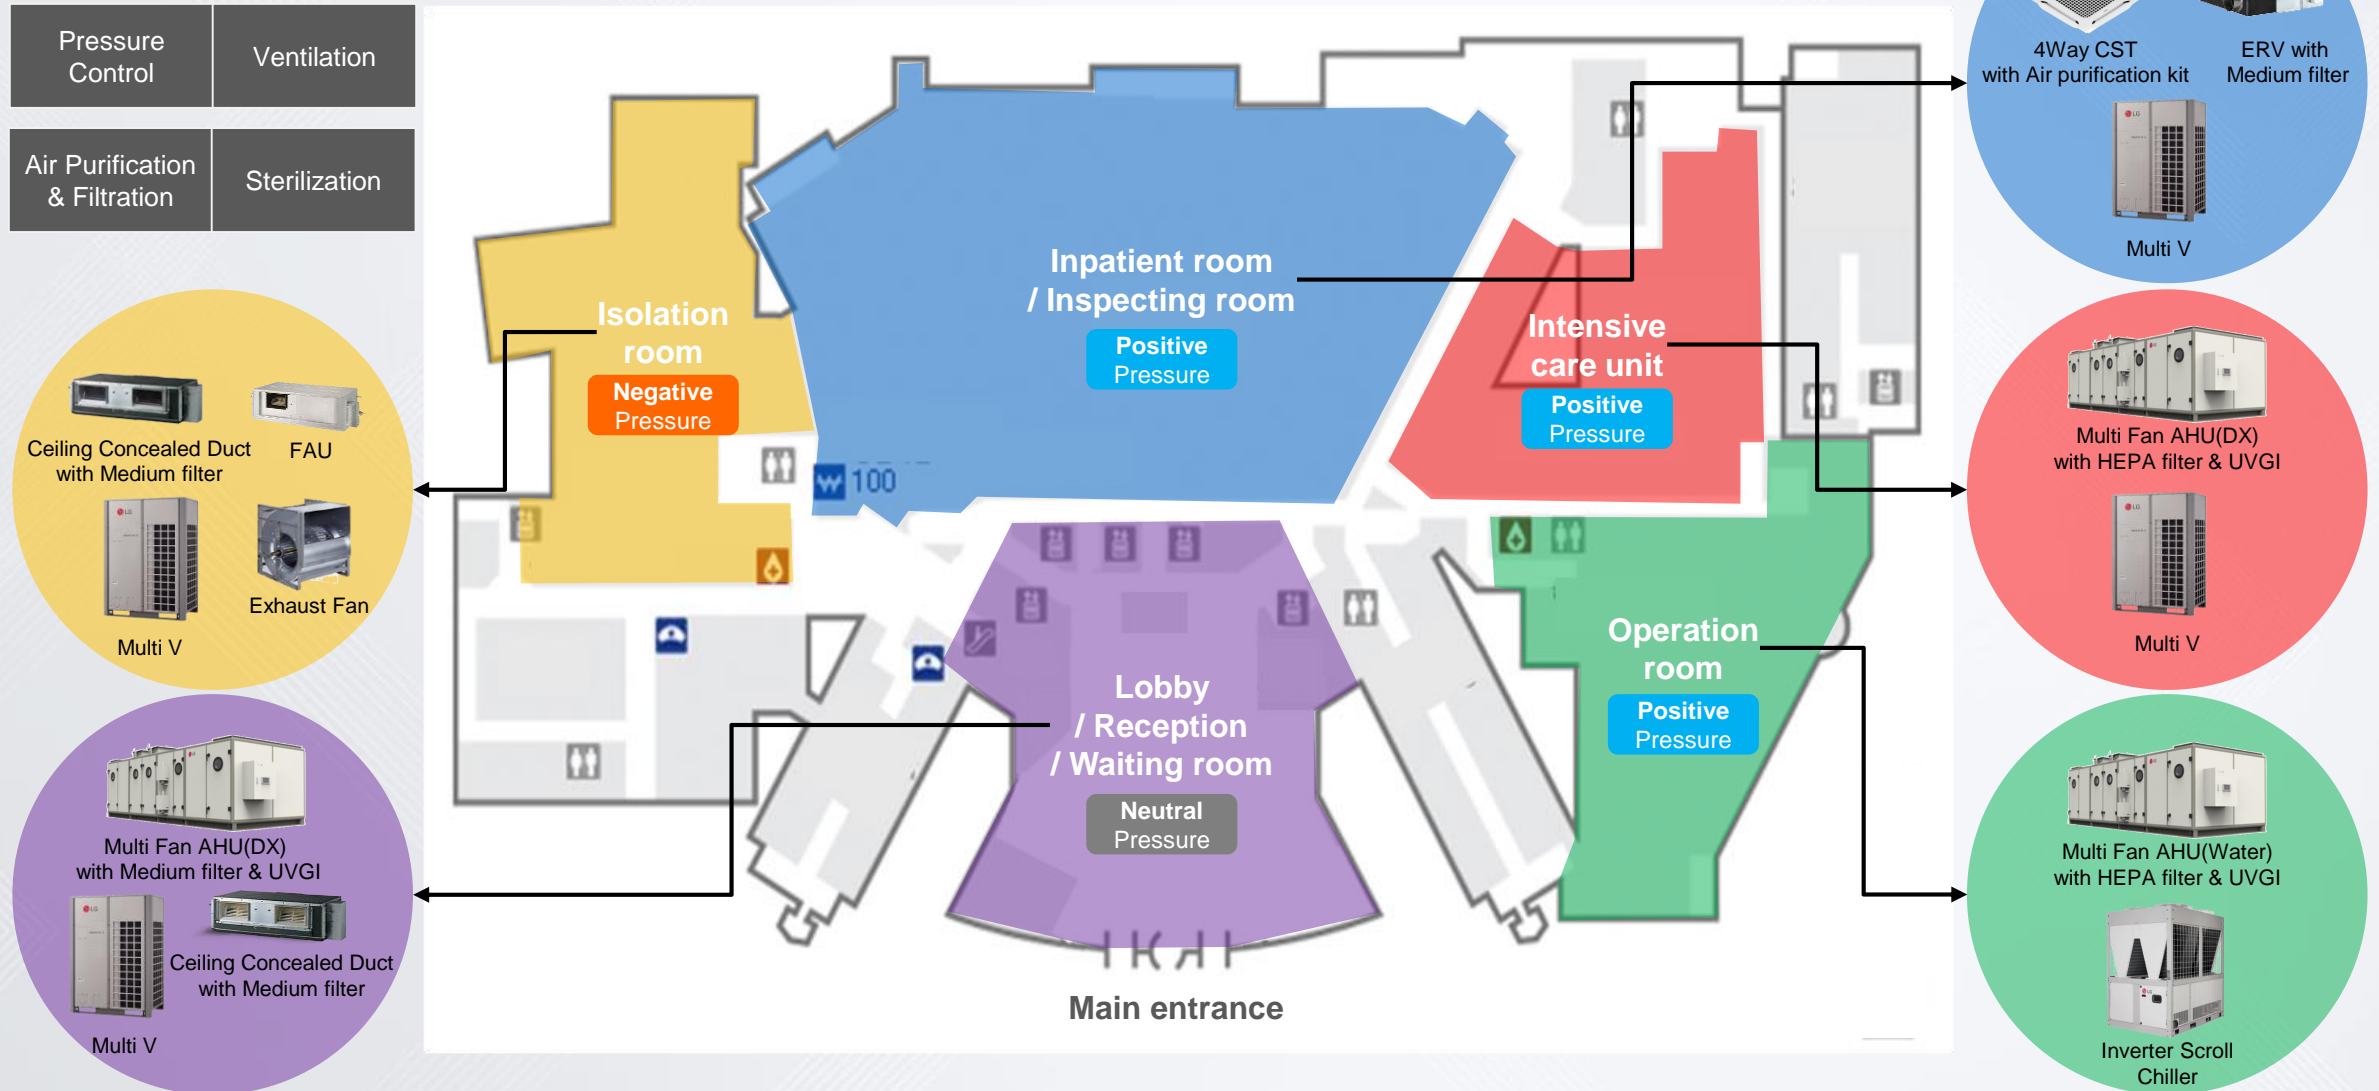 Pressure
Control
Ventilation
Air Purification
& Filtration
Sterilization
4Way CST
with Air purification kit
ERV with
Medium filter
Multi V
Inpatient room
/ Inspecting room
Positive
Pressure
Isolation
room
Negative
Pressure
Intensive
care unit
Positive
Pressure
Ceiling Concealed Duct
with Medium filter
FAU
Multi V
Exhaust Fan
Multi Fan AHU(DX)
with HEPA filter & UVGI
Multi V
100
Operation
room
Positive
Pressure
Lobby
/ Reception
/ Waiting room
Neutral
Pressure
Multi Fan AHU(DX)
with Medium filter & UVGI
Ceiling Concealed Duct
with Medium filter
Multi V
Multi Fan AHU(Water)
with HEPA filter & UVGI
Inverter Scroll
Chiller
Main entrance